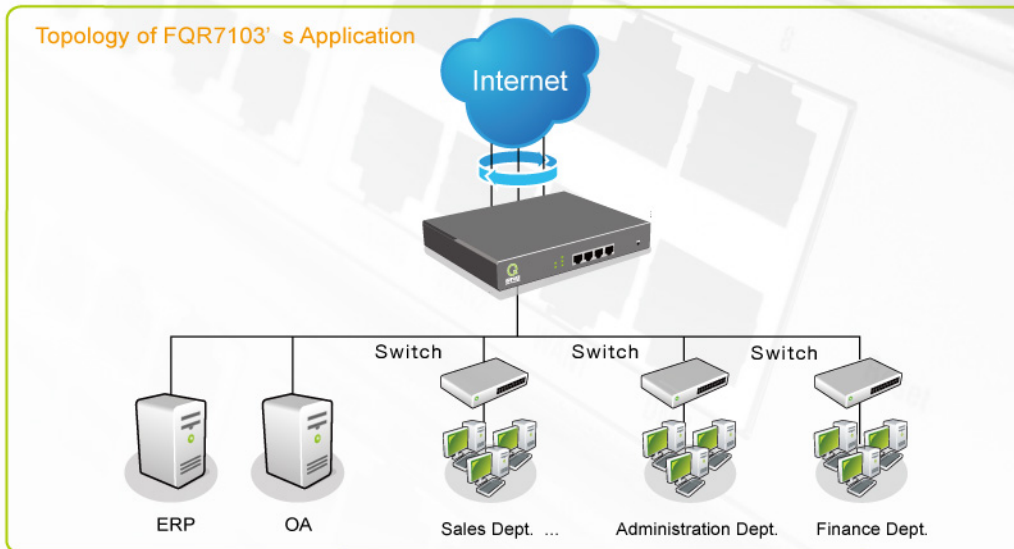 Topology of FQR7103’ s Application
Internet
Switch
Switch
Switch
ERP
OA
Sales Dept. ...
Administration Dept.
Finance Dept.